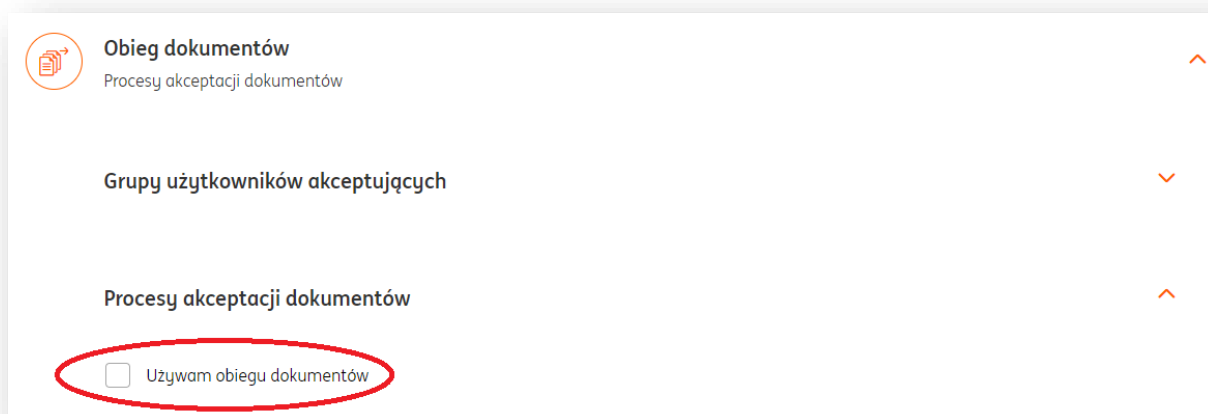 Obieg dokumentów
Procesy akceptacji dokumentów
Grupy użytkowników akceptujących
Procesy akceptacji dokumentów
Używam obiegu dokumentów